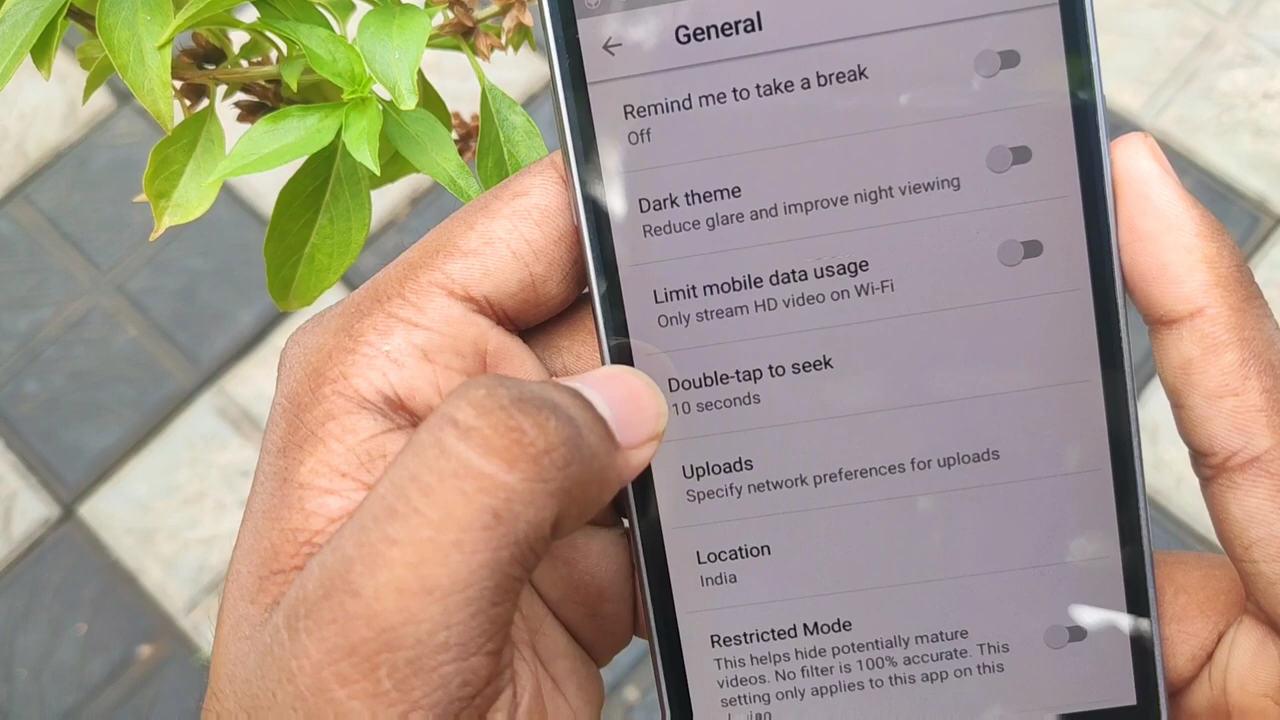 General
Remind me to take a break
Off
Dark theme
Reduce glare and improve night viewing
Limit mobile data usage
Only stream HD video on Wi-Fi
Double-tap to seek
10 seconds
Uploads
Specify network preferences for uploads
Location
India
Restricted Mode
This helps hide potentially mature
videos. No filter is 100% accurate. This
setting only applies to this app on this